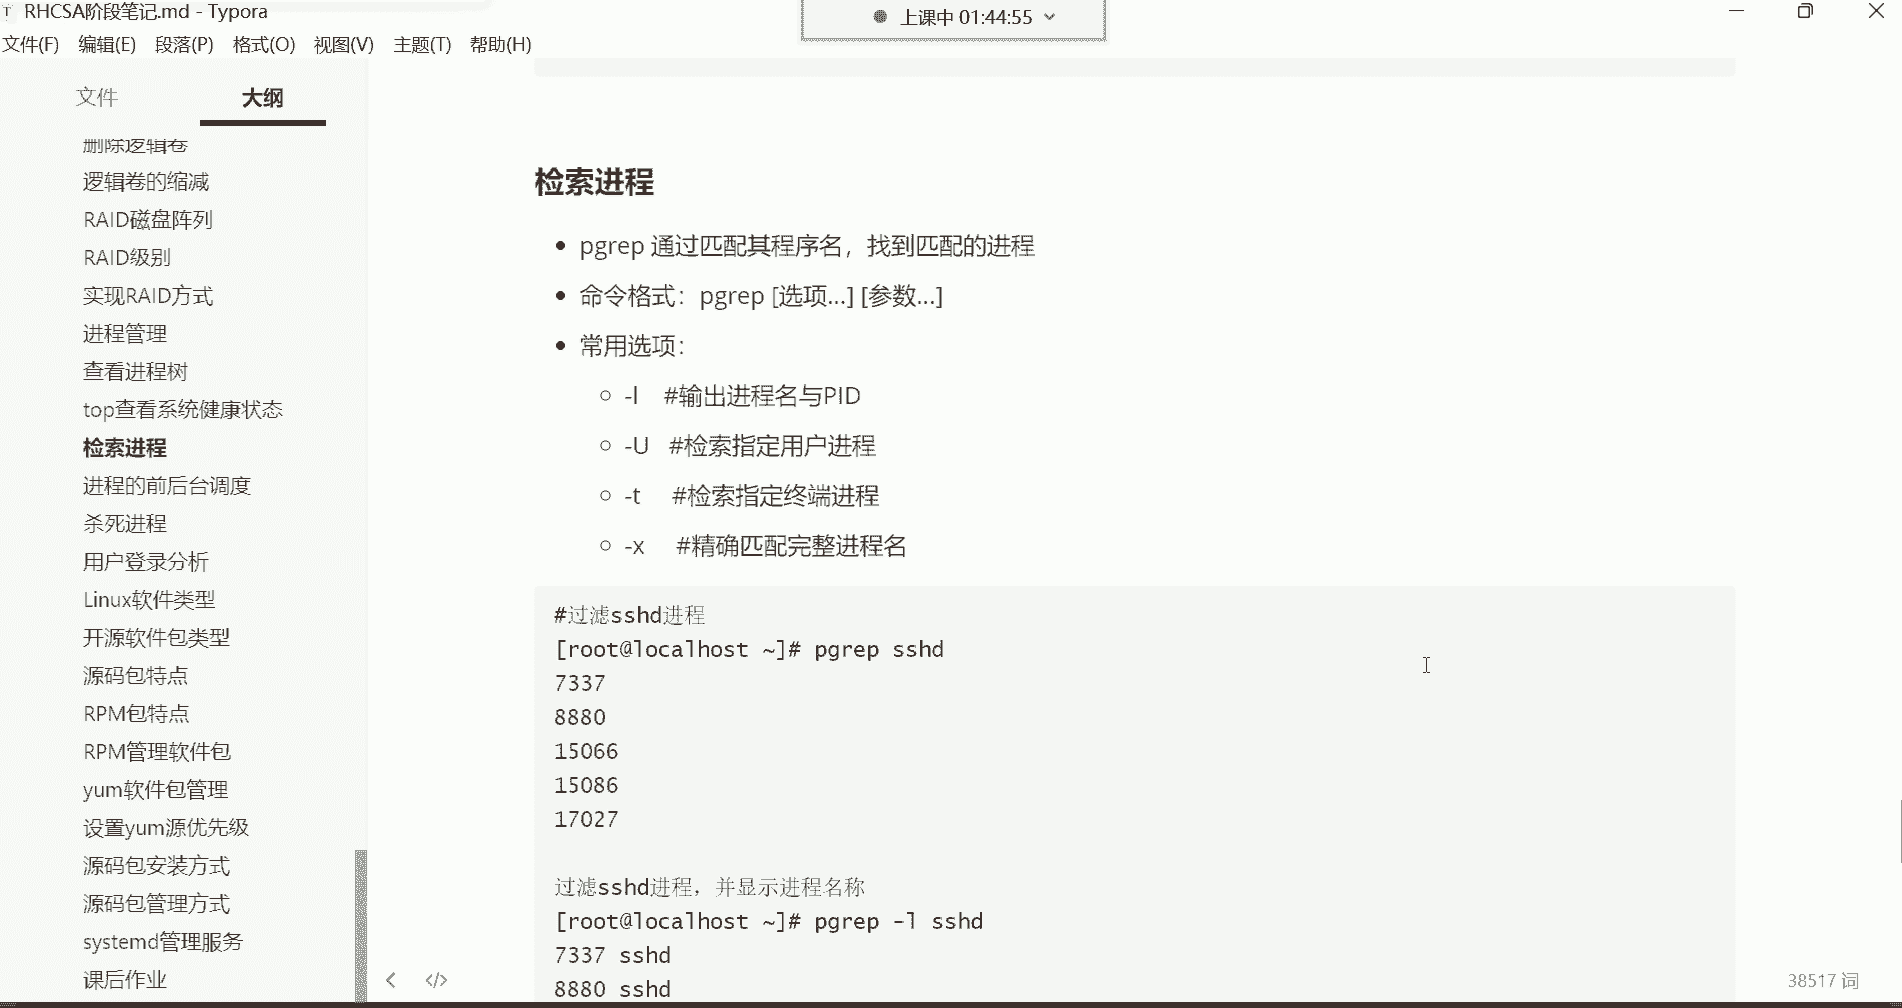 T RHCSA阶段笔记.md - Typora
上课中 01:44:55
文件(F) 编辑(E) 段落(P) 格式(O) 视图(V) 主题(T) 帮助(H)
文件 大纲
删除逻辑卷
逻辑卷的缩减
RAID磁盘阵列
RAID级别
实现RAID方式
进程管理
查看进程树
top查看系统健康状态
检索进程
进程的前后台调度
杀死进程
用户登录分析
Linux软件类型
开源软件包类型
源码包特点
RPM包特点
RPM管理软件包
yum软件包管理
设置yum源优先级
源码包安装方式
源码包管理方式
systemd管理服务
课后作业
检索进程
pgrep 通过匹配其程序名，找到匹配的进程
命令格式：pgrep [选项...] [参数...]
常用选项：
-l #输出进程名与PID
-U #检索指定用户进程
-t #检索指定终端进程
-x #精确匹配完整进程名
#过滤sshd进程
[root@localhost ~]# pgrep sshd
7337
8880
15066
15086
17027
过滤sshd进程，并显示进程名称
[root@localhost ~]# pgrep -l sshd
7337 sshd
8880 sshd
38517 词